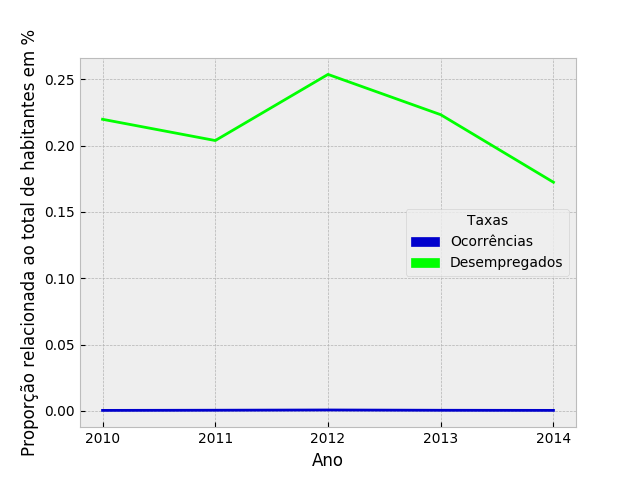 Proporção relacionada ao total de habitantes em %
0.25
0.20
0.15
0.10
0.05
0.00
Taxas
Ocorrências
Desempregados
2010 2011 2012 2013 2014
Ano